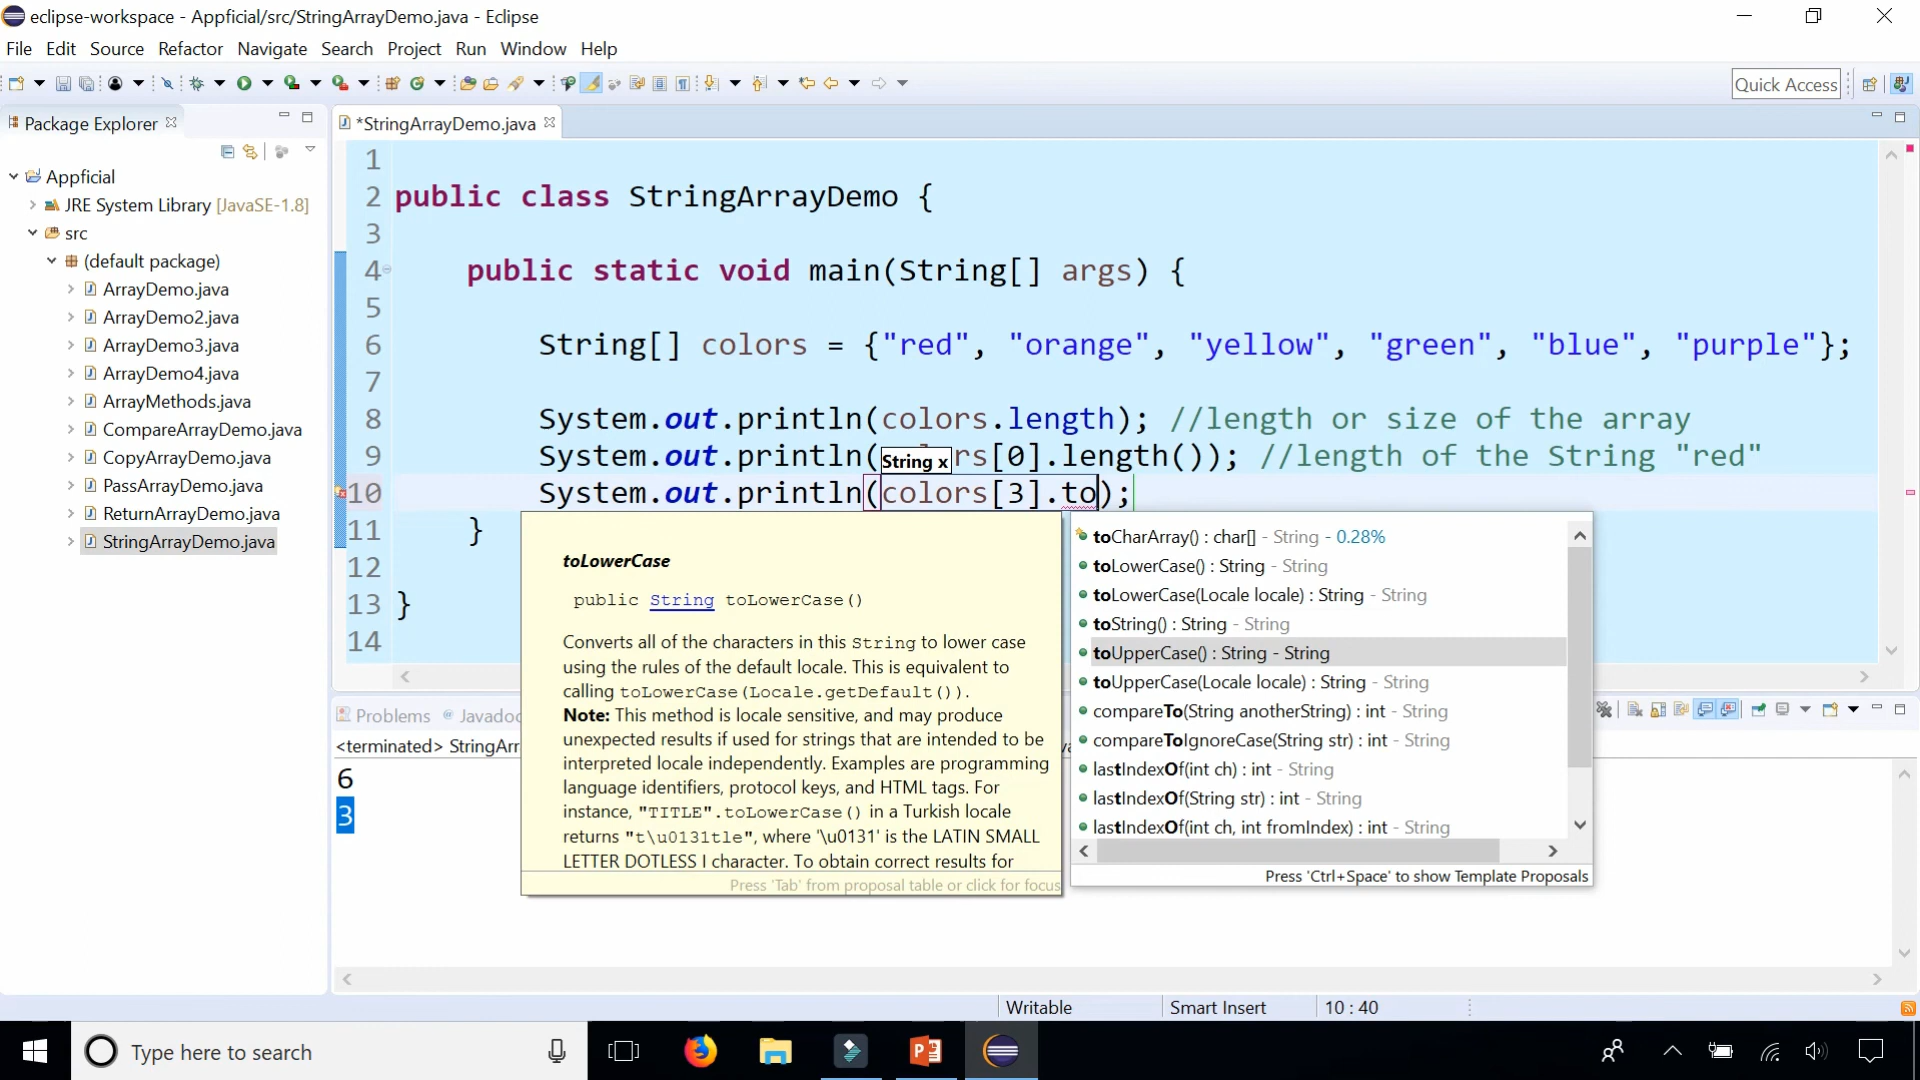 eclipse-workspace - Appficial/src/StringArrayDemo.java - Eclipse
File Edit Source Refactor Navigate Search Project Run Window Help
Quick Access
Package Explorer
*StringArrayDemo.java
Appficial
JRE System Library [JavaSE-1.8]
src
(default package)
ArrayDemo.java
ArrayDemo2.java
ArrayDemo3.java
ArrayDemo4.java
ArrayMethods.java
CompareArrayDemo.java
CopyArrayDemo.java
PassArrayDemo.java
ReturnArrayDemo.java
StringArrayDemo.java
1
2 public class StringArrayDemo {
3
4 public static void main(String[] args) {
5
6 String[] colors = {"red", "orange", "yellow", "green", "blue", "purple"};
7
8 System.out.println(colors.length); //length or size of the array
9 System.out.println( rs[0].length()); //length of the String "red"
String x
10 System.out.println(colors[3].to);
11 }
12
13 }
14
toLowerCase
public String toLowerCase()
Converts all of the characters in this String to lower case
using the rules of the default locale. This is equivalent to
calling toLowerCase(Locale.getDefault()).
Note: This method is locale sensitive, and may produce
unexpected results if used for strings that are intended to be
interpreted locale independently. Examples are programming
language identifiers, protocol keys, and HTML tags. For
instance, "TITLE".toLowerCase() in a Turkish locale
returns "t\u0131tle", where '\u0131' is the LATIN SMALL
LETTER DOTLESS I character. To obtain correct results for
Press 'Tab' from proposal table or click for focus
toCharArray() : char[] - String - 0.28%
toLowerCase() : String - String
toLowerCase(Locale locale) : String - String
toString() : String - String
toUpperCase() : String - String
toUpperCase(Locale locale) : String - String
compareTo(String anotherString) : int - String
compareToIgnoreCase(String str) : int - String
lastIndexOf(int ch) : int - String
lastIndexOf(String str) : int - String
lastIndexOf(int ch, int fromIndex) : int - String
Press 'Ctrl+Space' to show Template Proposals
Problems Javadoc
<terminated> StringArr
6
3
Writable Smart Insert 10 : 40
Type here to search